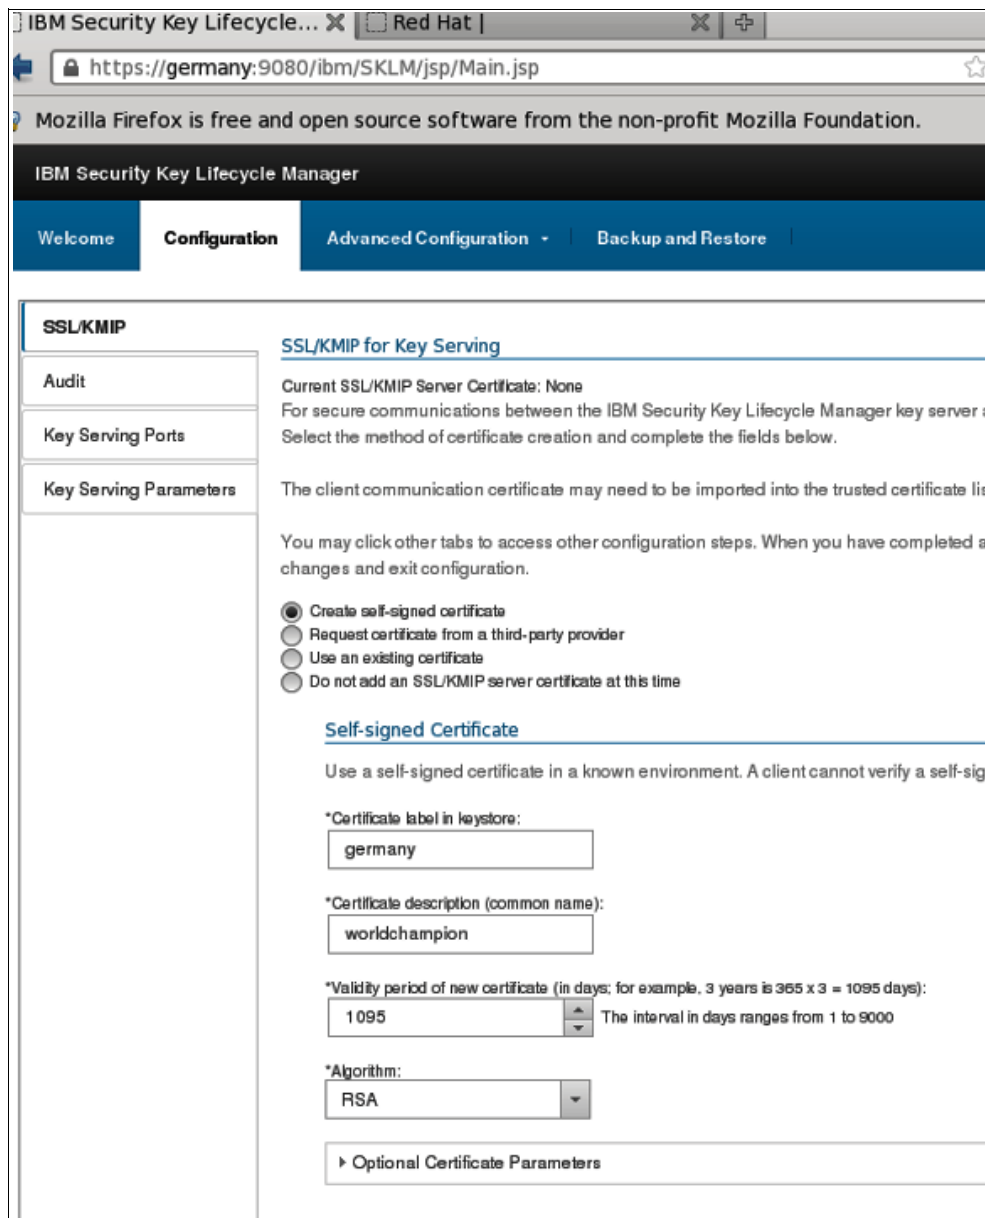 IBM Security Key Lifecycle...
Red Hat |
https://germany:9080/ibm/SKLM/jsp/Main.jsp
Mozilla Firefox is free and open source software from the non-profit Mozilla Foundation.
IBM Security Key Lifecycle Manager
Welcome
Configuration
Advanced Configuration
Backup and Restore
SSL/KMIP
Audit
Key Serving Ports
Key Serving Parameters
SSL/KMIP for Key Serving
Current SSL/KMIP Server Certificate: None
For secure communications between the IBM Security Key Lifecycle Manager key server
Select the method of certificate creation and complete the fields below.
The client communication certificate may need to be imported into the trusted certificate
You may click other tabs to access other configuration steps. When you have completed
changes and exit configuration.
Create self-signed certificate
Request certificate from a third-party provider
Use an existing certificate
Do not add an SSL/KMIP server certificate at this time
Self-signed Certificate
Use a self-signed certificate in a known environment. A client cannot verify a
*Certificate label in keystore:
germany
*Certificate description (common name):
worldchampion
*Validity period of new certificate (in days; for example, 3 years is 365 x 3 = 1095 days):
1095
The interval in days ranges from 1 to 9000
*Algorithm:
RSA
Optional Certificate Parameters